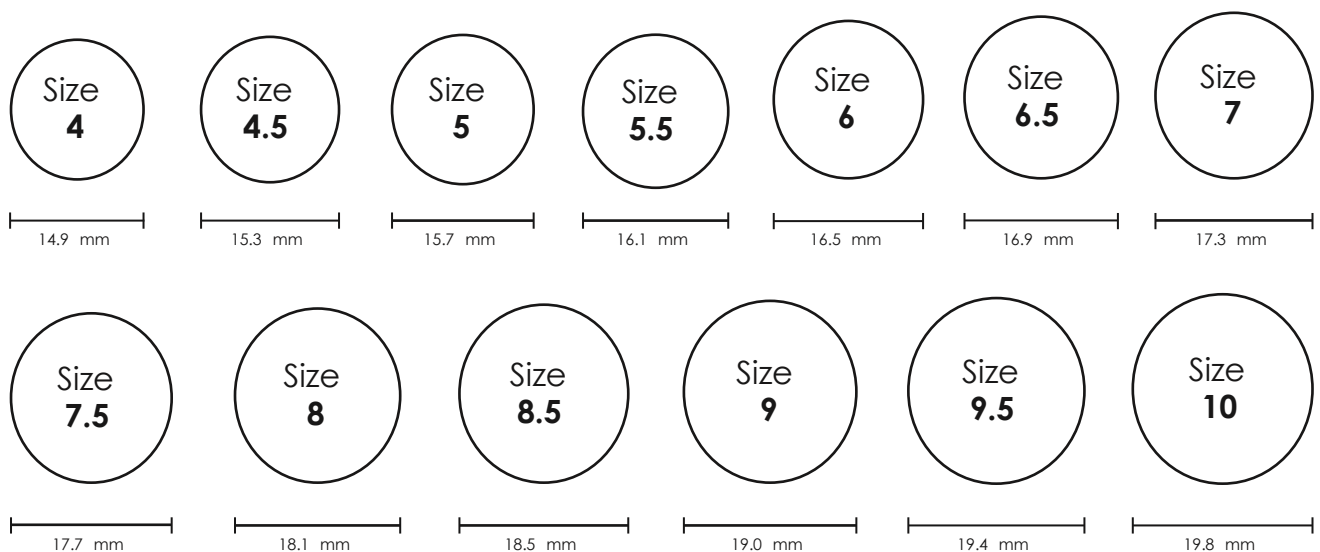 Size
4
Size
4.5
Size
5
Size
5.5
Size
6
Size
6.5
Size
7
14.9 mm
15.3 mm
15.7 mm
16.1 mm
16.5 mm
16.9 mm
17.3 mm
Size
7.5
Size
8
Size
8.5
Size
9
Size
9.5
Size
10
17.7 mm
18.1 mm
18.5 mm
19.0 mm
19.4 mm
19.8 mm